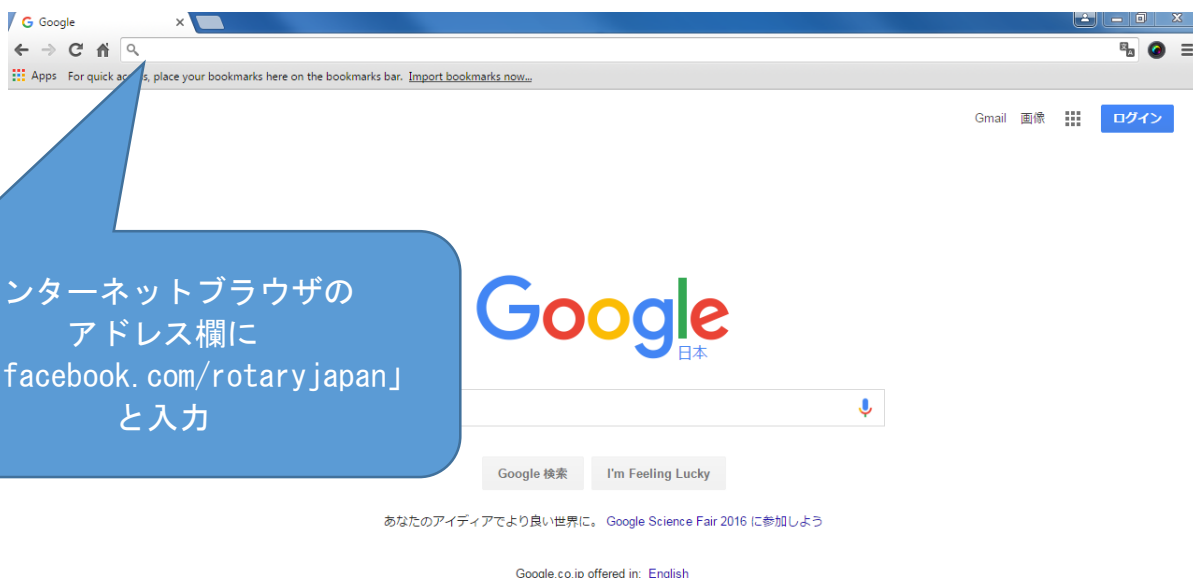 Google
Apps For quick access, place your bookmarks here on the bookmarks bar. Import bookmarks now...
Gmail 画像 ログイン
ンターネットブラウザの
アドレス欄に
facebook.com/rotaryjapan」
と入力
Google
日本
Google 検索 I'm Feeling Lucky
あなたのアイディアでより良い世界に。 Google Science Fair 2016 に参加しよう
Google.co.jp offered in: English